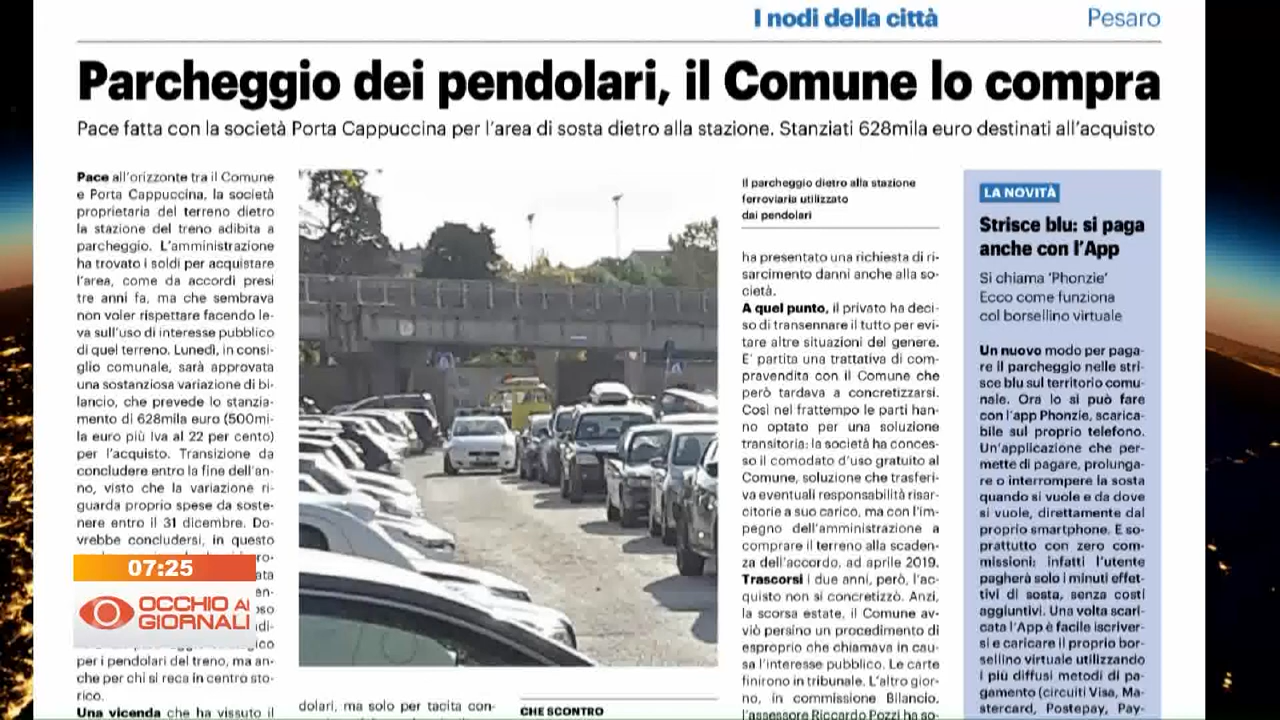 I nodi della città
Pesaro
Parcheggio dei pendolari, il Comune lo compra
Pace fatta con la società Porta Cappuccina per l'area di sosta dietro alla stazione. Stanziati 628mila euro destinati all'acquisto
Pace all'orizzonte tra il Comune
e Porta Cappuccina, la società
proprietaria del terreno dietro
la stazione del treno adibita a
parcheggio. L'amministrazione
ha trovato i soldi per acquistare
l'area, come da accordi presi
tre anni fa, ma che sembrava
non voler rispettare facendo le-
va sull'uso di interesse pubblico
di quel terreno. Lunedì, in consi-
glio comunale, sarà approvata
una sostanziosa variazione di bi-
lancio, che prevede lo stanzia-
mento di 628mila euro (500mi-
la euro più Iva al 22 per cento)
per l'acquisto. Transizione da
concludere entro la fine dell'an-
no, visto che la variazione ri-
guarda proprio spese da soste-
nere entro il 31 dicembre. Do-
vrebbe concludersi, in questo
07:25
OCCHIO AI
GIORNALI
per i pendolari del treno, ma an-
che per chi si reca in centro sto-
rico.
Una vicenda che ha vissuto il
dolari, ma solo per tacita con-
CHE SCONTRO
Il parcheggio dietro alla stazione
ferroviaria utilizzato
dai pendolari
ha presentato una richiesta di ri-
sarcimento danni anche alla so-
cietà.
A quel punto, il privato ha deci-
so di transennare il tutto per evi-
tare altre situazioni del genere.
E' partita una trattativa di com-
pravendita con il Comune che
però tardava a concretizzarsi.
Così nel frattempo le parti han-
no optato per una soluzione
transitoria: la società ha conces-
so il comodato d'uso gratuito al
Comune, soluzione che trasferi-
va eventuali responsabilità risar-
citorie a suo carico, ma con l'im-
pegno dell'amministrazione a
comprare il terreno alla scaden-
za dell'accordo, ad aprile 2019.
Trascorsi i due anni, però, l'ac-
quisto non si concretizzò. Anzi,
la scorsa estate, il Comune av-
viò persino un procedimento di
esproprio che chiamava in cau-
sa l'interesse pubblico. Le carte
finirono in tribunale. L'altro gior-
no, in commissione Bilancio,
l'assessore Riccardo Pozzi ha so-
LA NOVITÀ
Strisce blu: si paga
anche con l'App
Si chiama 'Phonzie'
Ecco come funziona
col borsellino virtuale
Un nuovo modo per paga-
re il parcheggio nelle stri-
sce blu sul territorio comu-
nale. Ora lo si può fare
con l'app Phonzie, scarica-
bile sul proprio telefono.
Un'applicazione che per-
mette di pagare, prolunga-
re o interrompere la sosta
quando si vuole e da dove
si vuole, direttamente dal
proprio smartphone. E so-
prattutto con zero com-
missioni: infatti l'utente
pagherà solo i minuti effet-
tivi di sosta, senza costi
aggiuntivi. Una volta scari-
cata l'App è facile iscriver-
si e caricare il proprio bor-
sellino virtuale utilizzando
i più diffusi metodi di pa-
gamento (circuiti Visa, Ma-
stercard, Postepay, Pay-